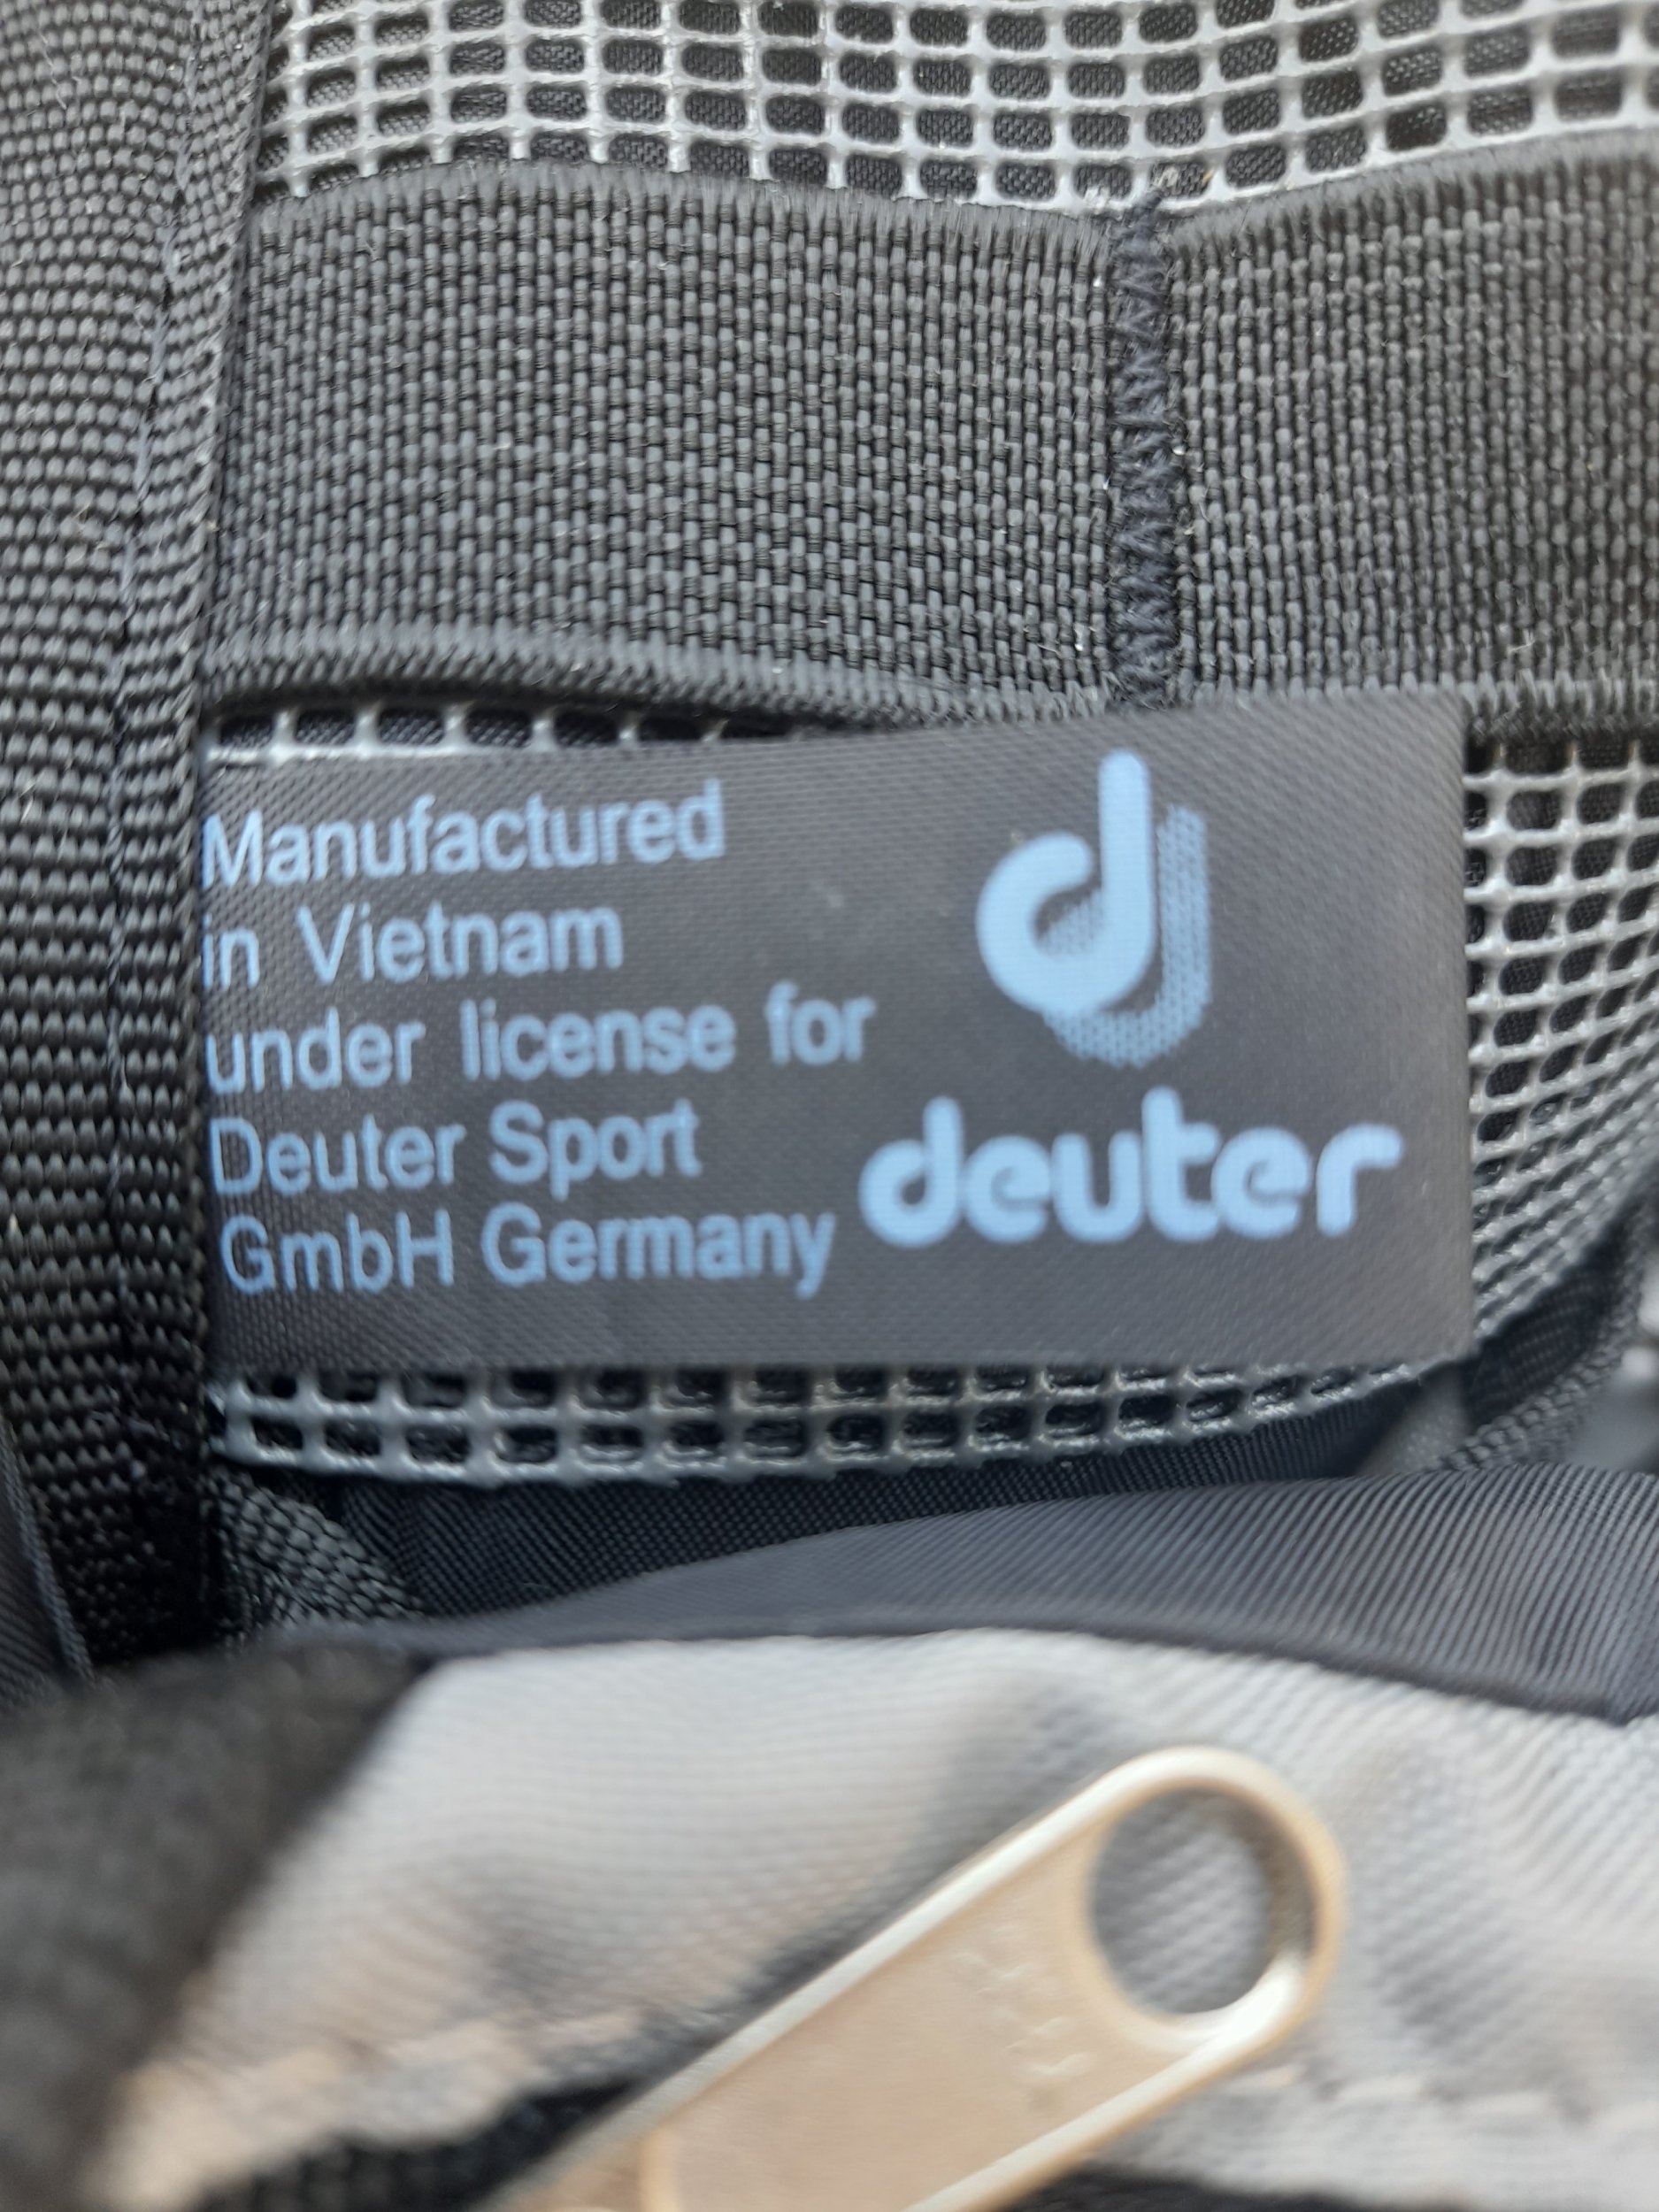 Manufactured
in Vietnam
under license for
Deuter Sport
GmbH Germany
d
deuter